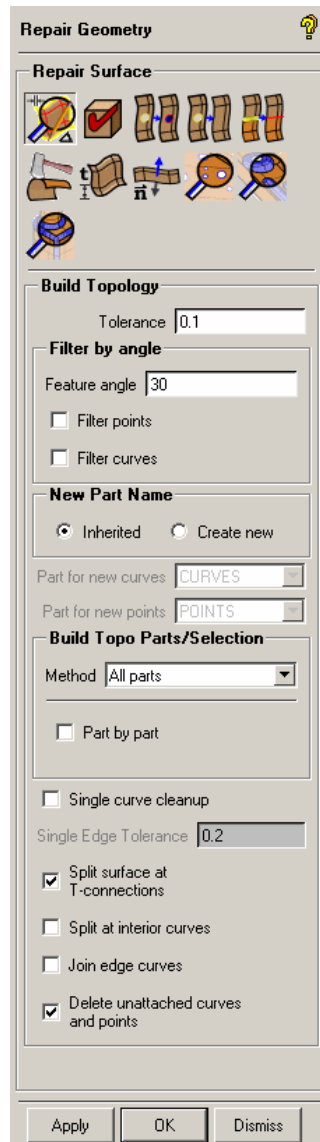 Repair Geometry
Repair Surface
Build Topology
Tolerance 0.1
Filter by angle
Feature angle 30
Filter points
Filter curves
New Part Name
Inherited Create new
Part for new curves CURVES
Part for new points POINTS
Build Topo Parts/Selection
Method All parts
Part by part
Single curve cleanup
Single Edge Tolerance 0.2
Split surface at
T-connections
Split at interior curves
Join edge curves
Delete unattached curves
and points
Apply OK Dismiss